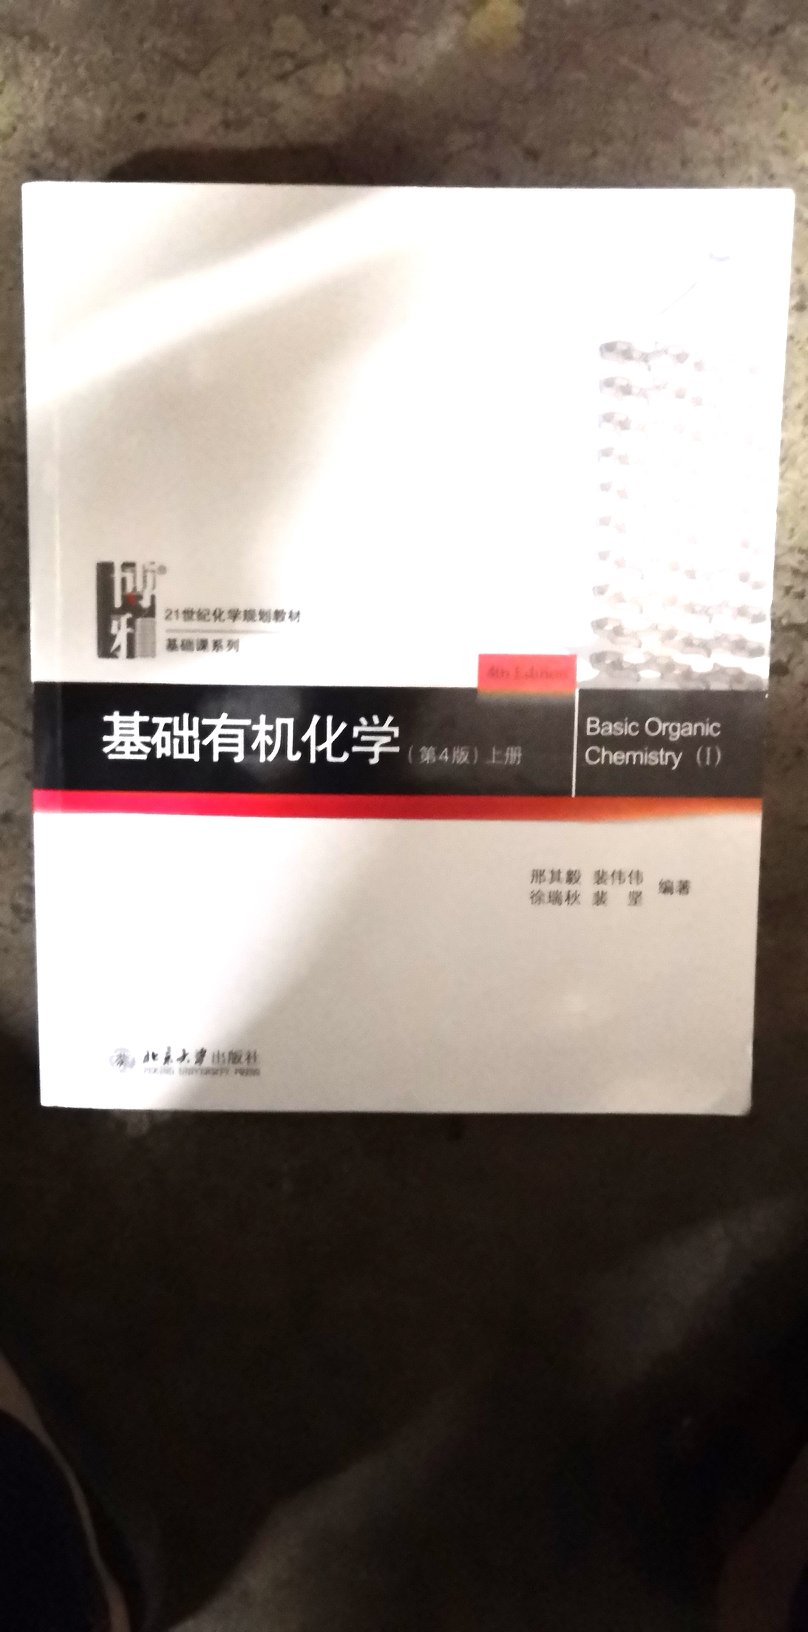 博雅
21世纪化学规划教材
基础课系列
4th Edition
基础有机化学(第4版)上册
Basic Organic
Chemistry (I)
邢其毅 裴伟伟
徐瑞秋 裴 坚
编著
北京大学出版社
PEKING UNIVERSITY PRESS